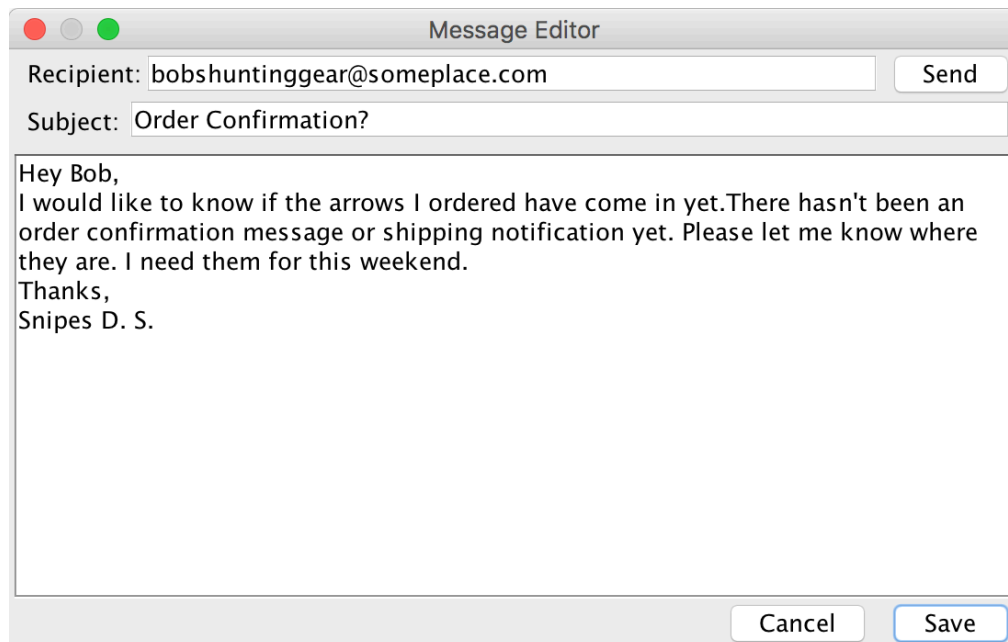 Message Editor
Recipient: bobshuntinggear@someplace.com Send
Subject: Order Confirmation?
Hey Bob,
I would like to know if the arrows I ordered have come in yet.There hasn't been an
order confirmation message or shipping notification yet. Please let me know where
they are. I need them for this weekend.
Thanks,
Snipes D. S.
Cancel Save